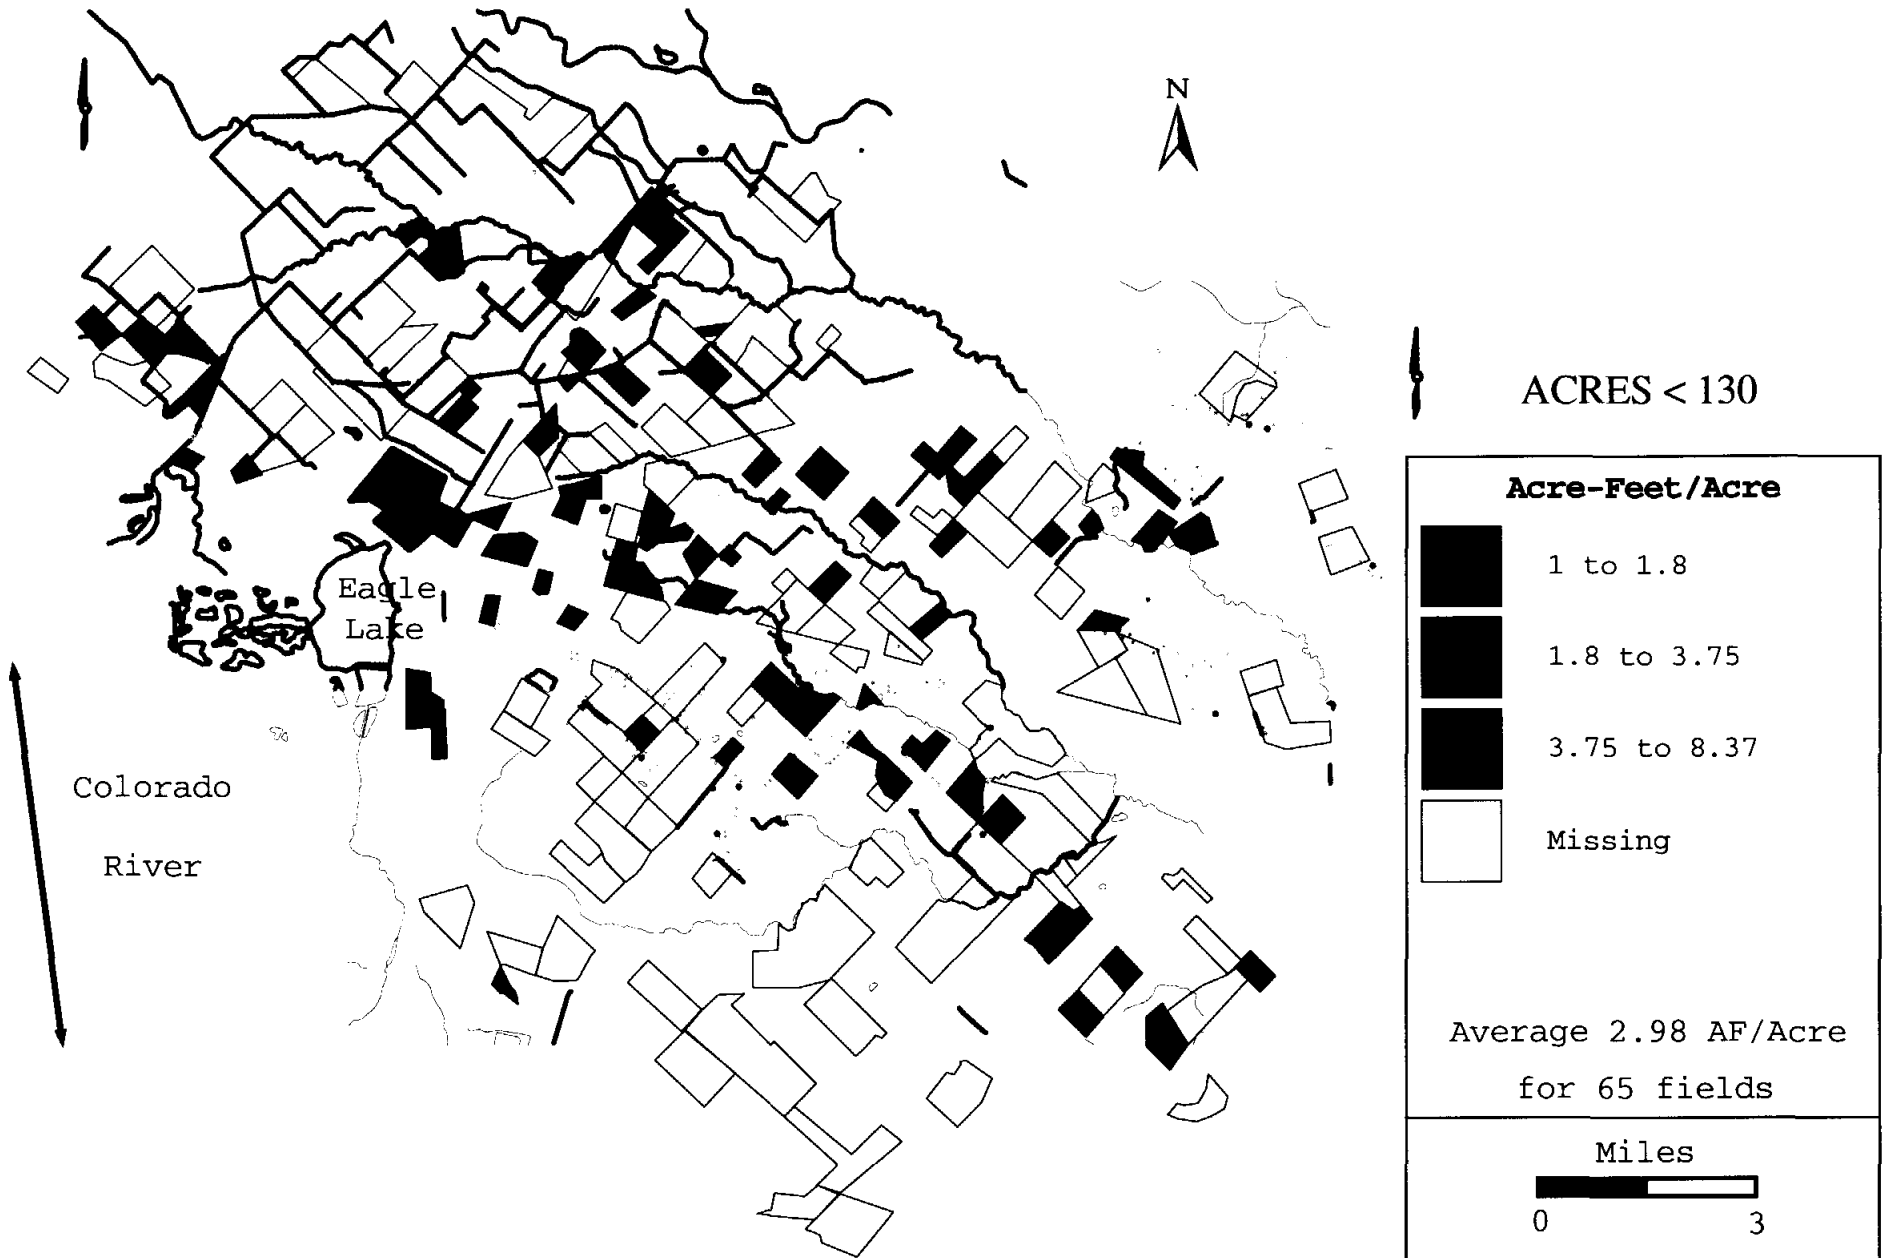 N
ACRES < 130
Acre-Feet/Acre
1 to 1.8
1.8 to 3.75
3.75 to 8.37
Missing
Average 2.98 AF/Acre
for 65 fields
Miles
0 3
Eagle
Lake
Colorado
River